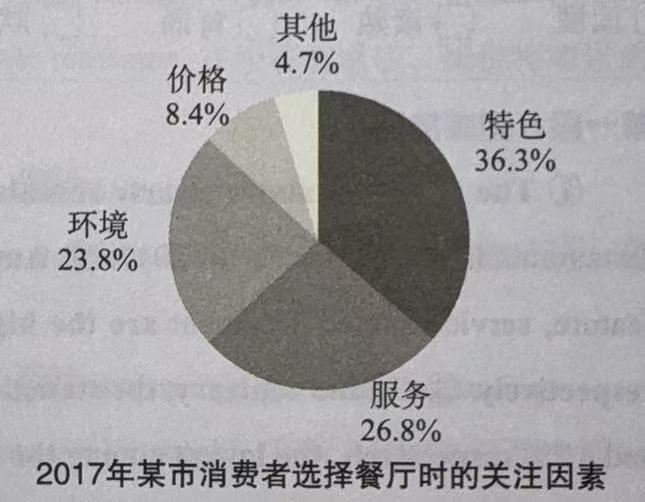 其他
4.7%
价格
8.4%
特色
36.3%
环境
23.8%
服务
26.8%
2017年某市消费者选择餐厅时的关注因素